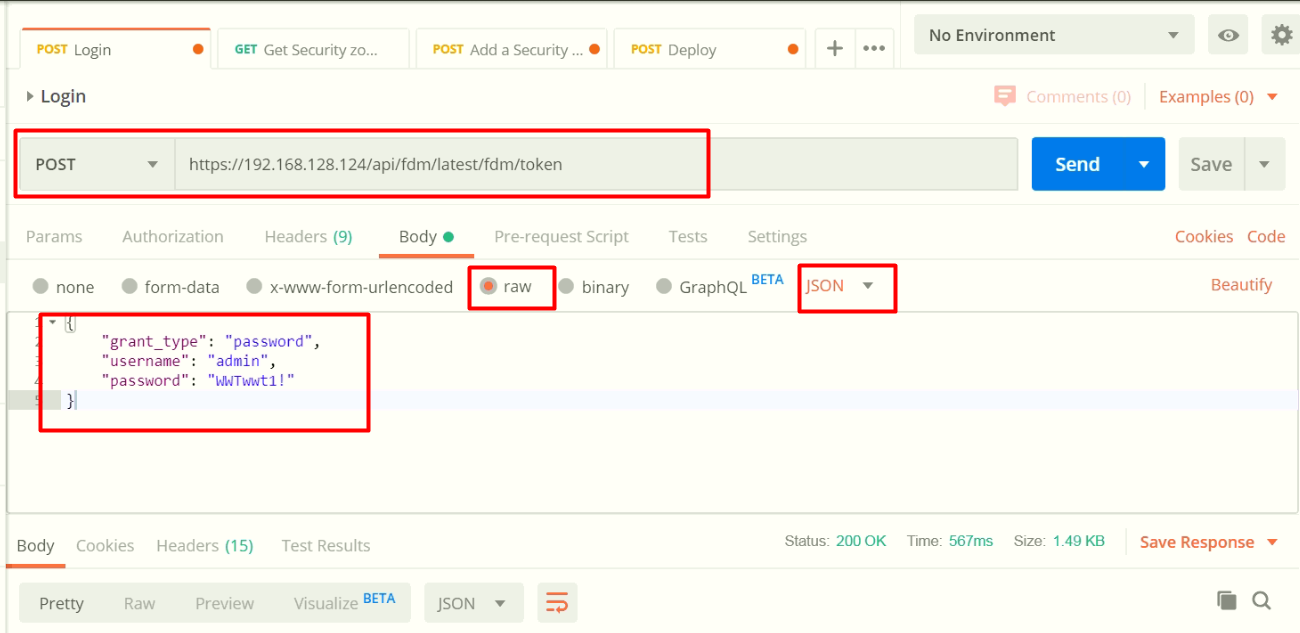 POST Login GET Get Security zo... POST Add a Security ... POST Deploy + ••• No Environment
Login Comments (0) Examples (0)
POST https://192.168.128.124/api/fdm/latest/fdm/token Send Save
Params Authorization Headers (9) Body Pre-request Script Tests Settings Cookies Code
none form-data x-www-form-urlencoded raw binary GraphQL BETA JSON Beautify
1 {
2 "grant_type": "password",
3 "username": "admin",
4 "password": "WWTwwt1!"
5 }
Body Cookies Headers (15) Test Results Status: 200 OK Time: 567ms Size: 1.49 KB Save Response
Pretty Raw Preview Visualize BETA JSON